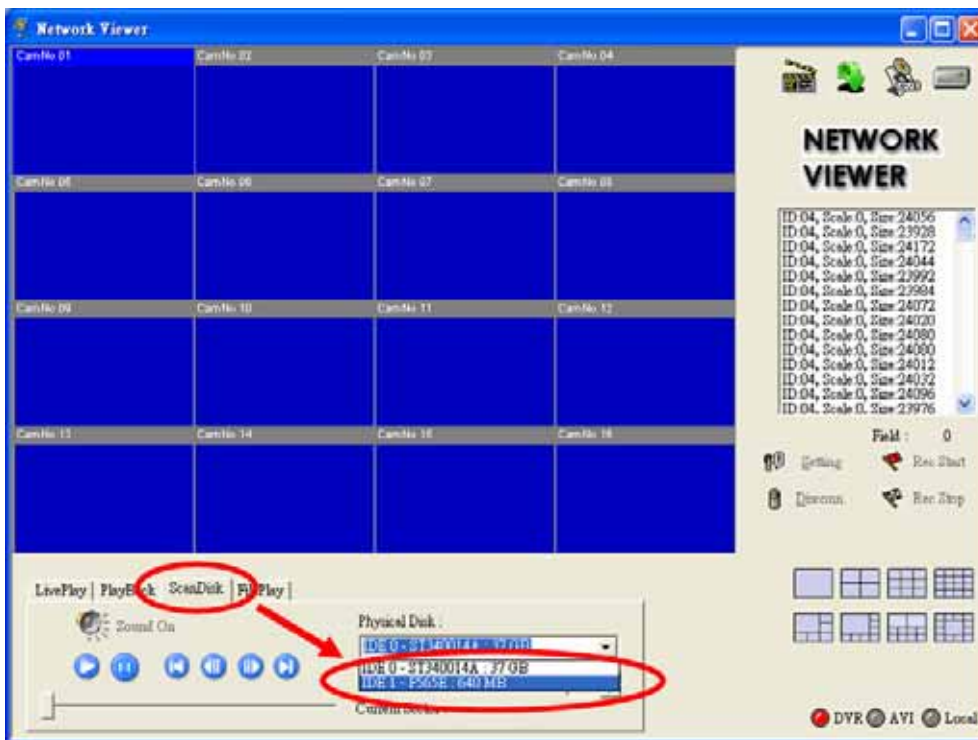 Network Viewer
CamNo 01
CamNo 02
CamNo 03
CamNo 04
CamNo 05
CamNo 06
CamNo 07
CamNo 08
CamNo 09
CamNo 10
CamNo 11
CamNo 12
CamNo 13
CamNo 14
CamNo 15
CamNo 16
NETWORK
VIEWER
ID:04, Scale:0, Size:24056
ID:04, Scale:0, Size:23928
ID:04, Scale:0, Size:24172
ID:04, Scale:0, Size:24044
ID:04, Scale:0, Size:23992
ID:04, Scale:0, Size:23984
ID:04, Scale:0, Size:24072
ID:04, Scale:0, Size:24020
ID:04, Scale:0, Size:24080
ID:04, Scale:0, Size:24080
ID:04, Scale:0, Size:24012
ID:04, Scale:0, Size:24032
ID:04, Scale:0, Size:24096
ID:04, Scale:0, Size:23976
Field : 0
Setting
Rec Start
Disconn.
Rec Stop
LivePlay
PlayBack
ScanDisk
FilePlay
Sound On
Physical Disk :
IDE 0 - ST340014A : 37 GB
IDE 0 - ST340014A : 37 GB
IDE 1 - P565E : 640 MB
Current
DVR
AVI
Local